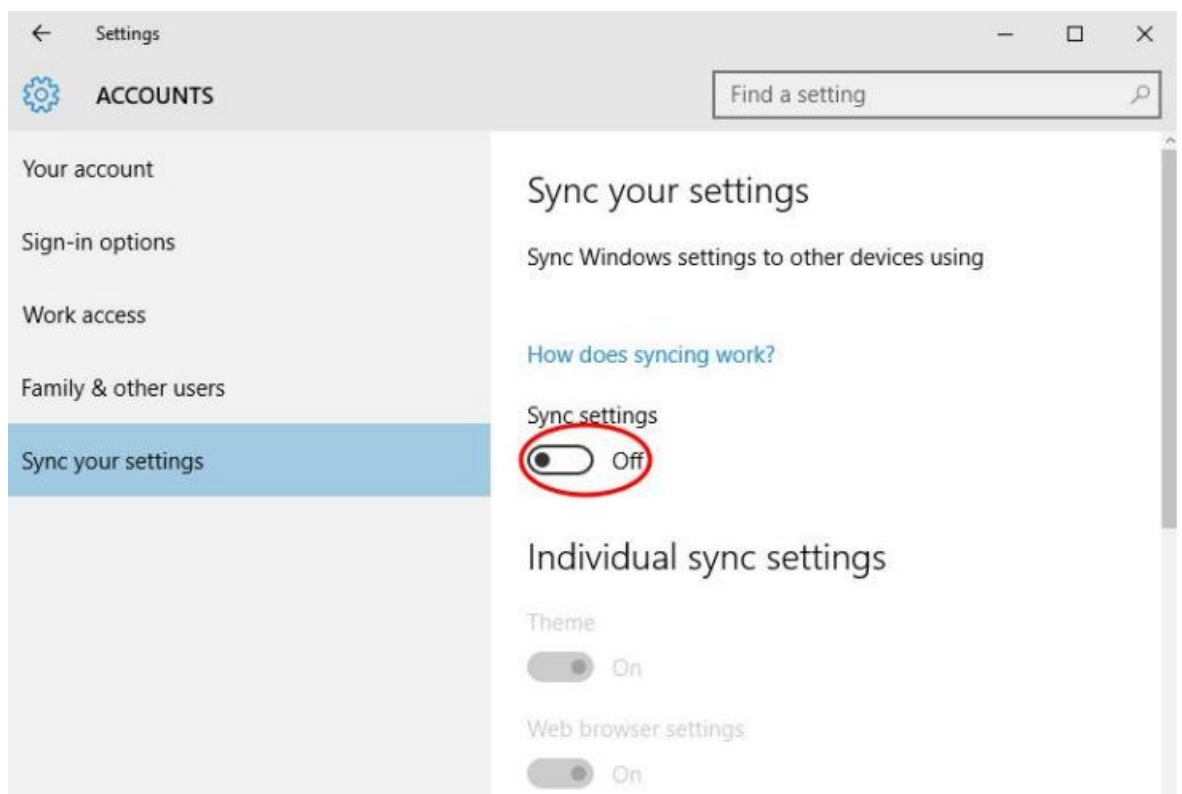 Settings
ACCOUNTS
Find a setting
Your account
Sign-in options
Work access
Family & other users
Sync your settings
Sync your settings
Sync Windows settings to other devices using
How does syncing work?
Sync settings
Off
Individual sync settings
Theme
On
Web browser settings
On